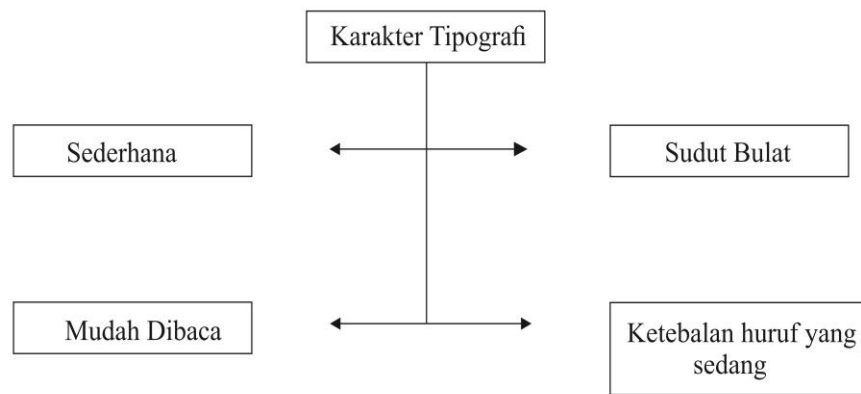 Karakter Tipografi
Sederhana
Sudut Bulat
Mudah Dibaca
Ketebalan huruf yang
sedang